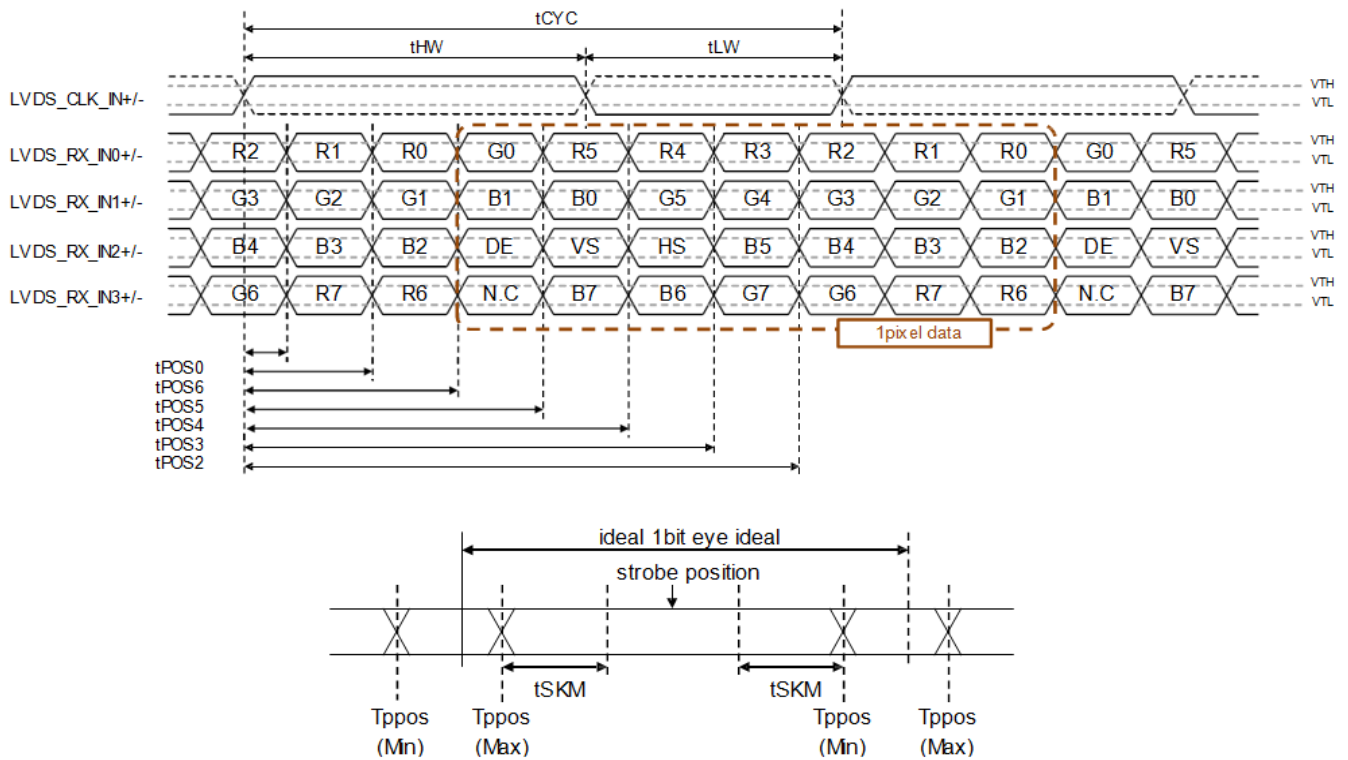 tCYC
tHW tLW
LVDS_CLK_IN+/- VTH
VTL
LVDS_RX_IN0+/- R2 R1 R0 G0 R5 R4 R3 R2 R1 R0 G0 R5 VTH
VTL
LVDS_RX_IN1+/- G3 G2 G1 B1 B0 G5 G4 G3 G2 G1 B1 B0 VTH
VTL
LVDS_RX_IN2+/- B4 B3 B2 DE VS HS B5 B4 B3 B2 DE VS VTH
VTL
LVDS_RX_IN3+/- G6 R7 R6 N.C B7 B6 G7 G6 R7 R6 N.C B7 VTH
VTL
1pixel data
tPOS0
tPOS6
tPOS5
tPOS4
tPOS3
tPOS2
ideal 1bit eye ideal
strobe position
tSKM tSKM
Tppos Tppos Tppos Tppos
(Min) (Max) (Min) (Max)